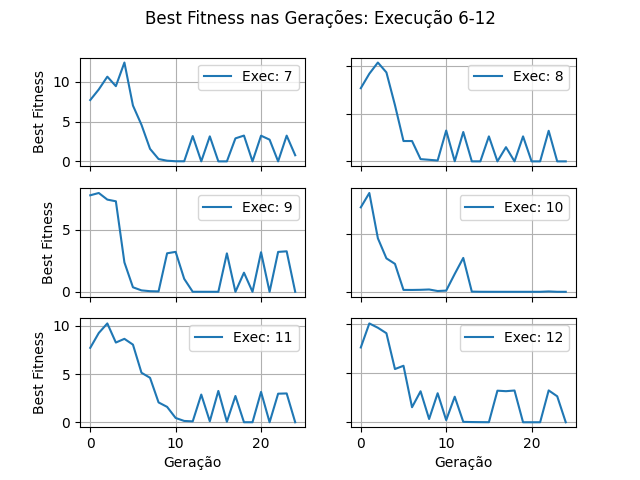 Best Fitness nas Gerações: Execução 6-12
Best Fitness
10
5
0
Exec: 7
Exec: 8
Best Fitness
5
0
Exec: 9
Exec: 10
Best Fitness
10
5
0
Exec: 11
Exec: 12
0 10 20
0 10 20
Geração
Geração